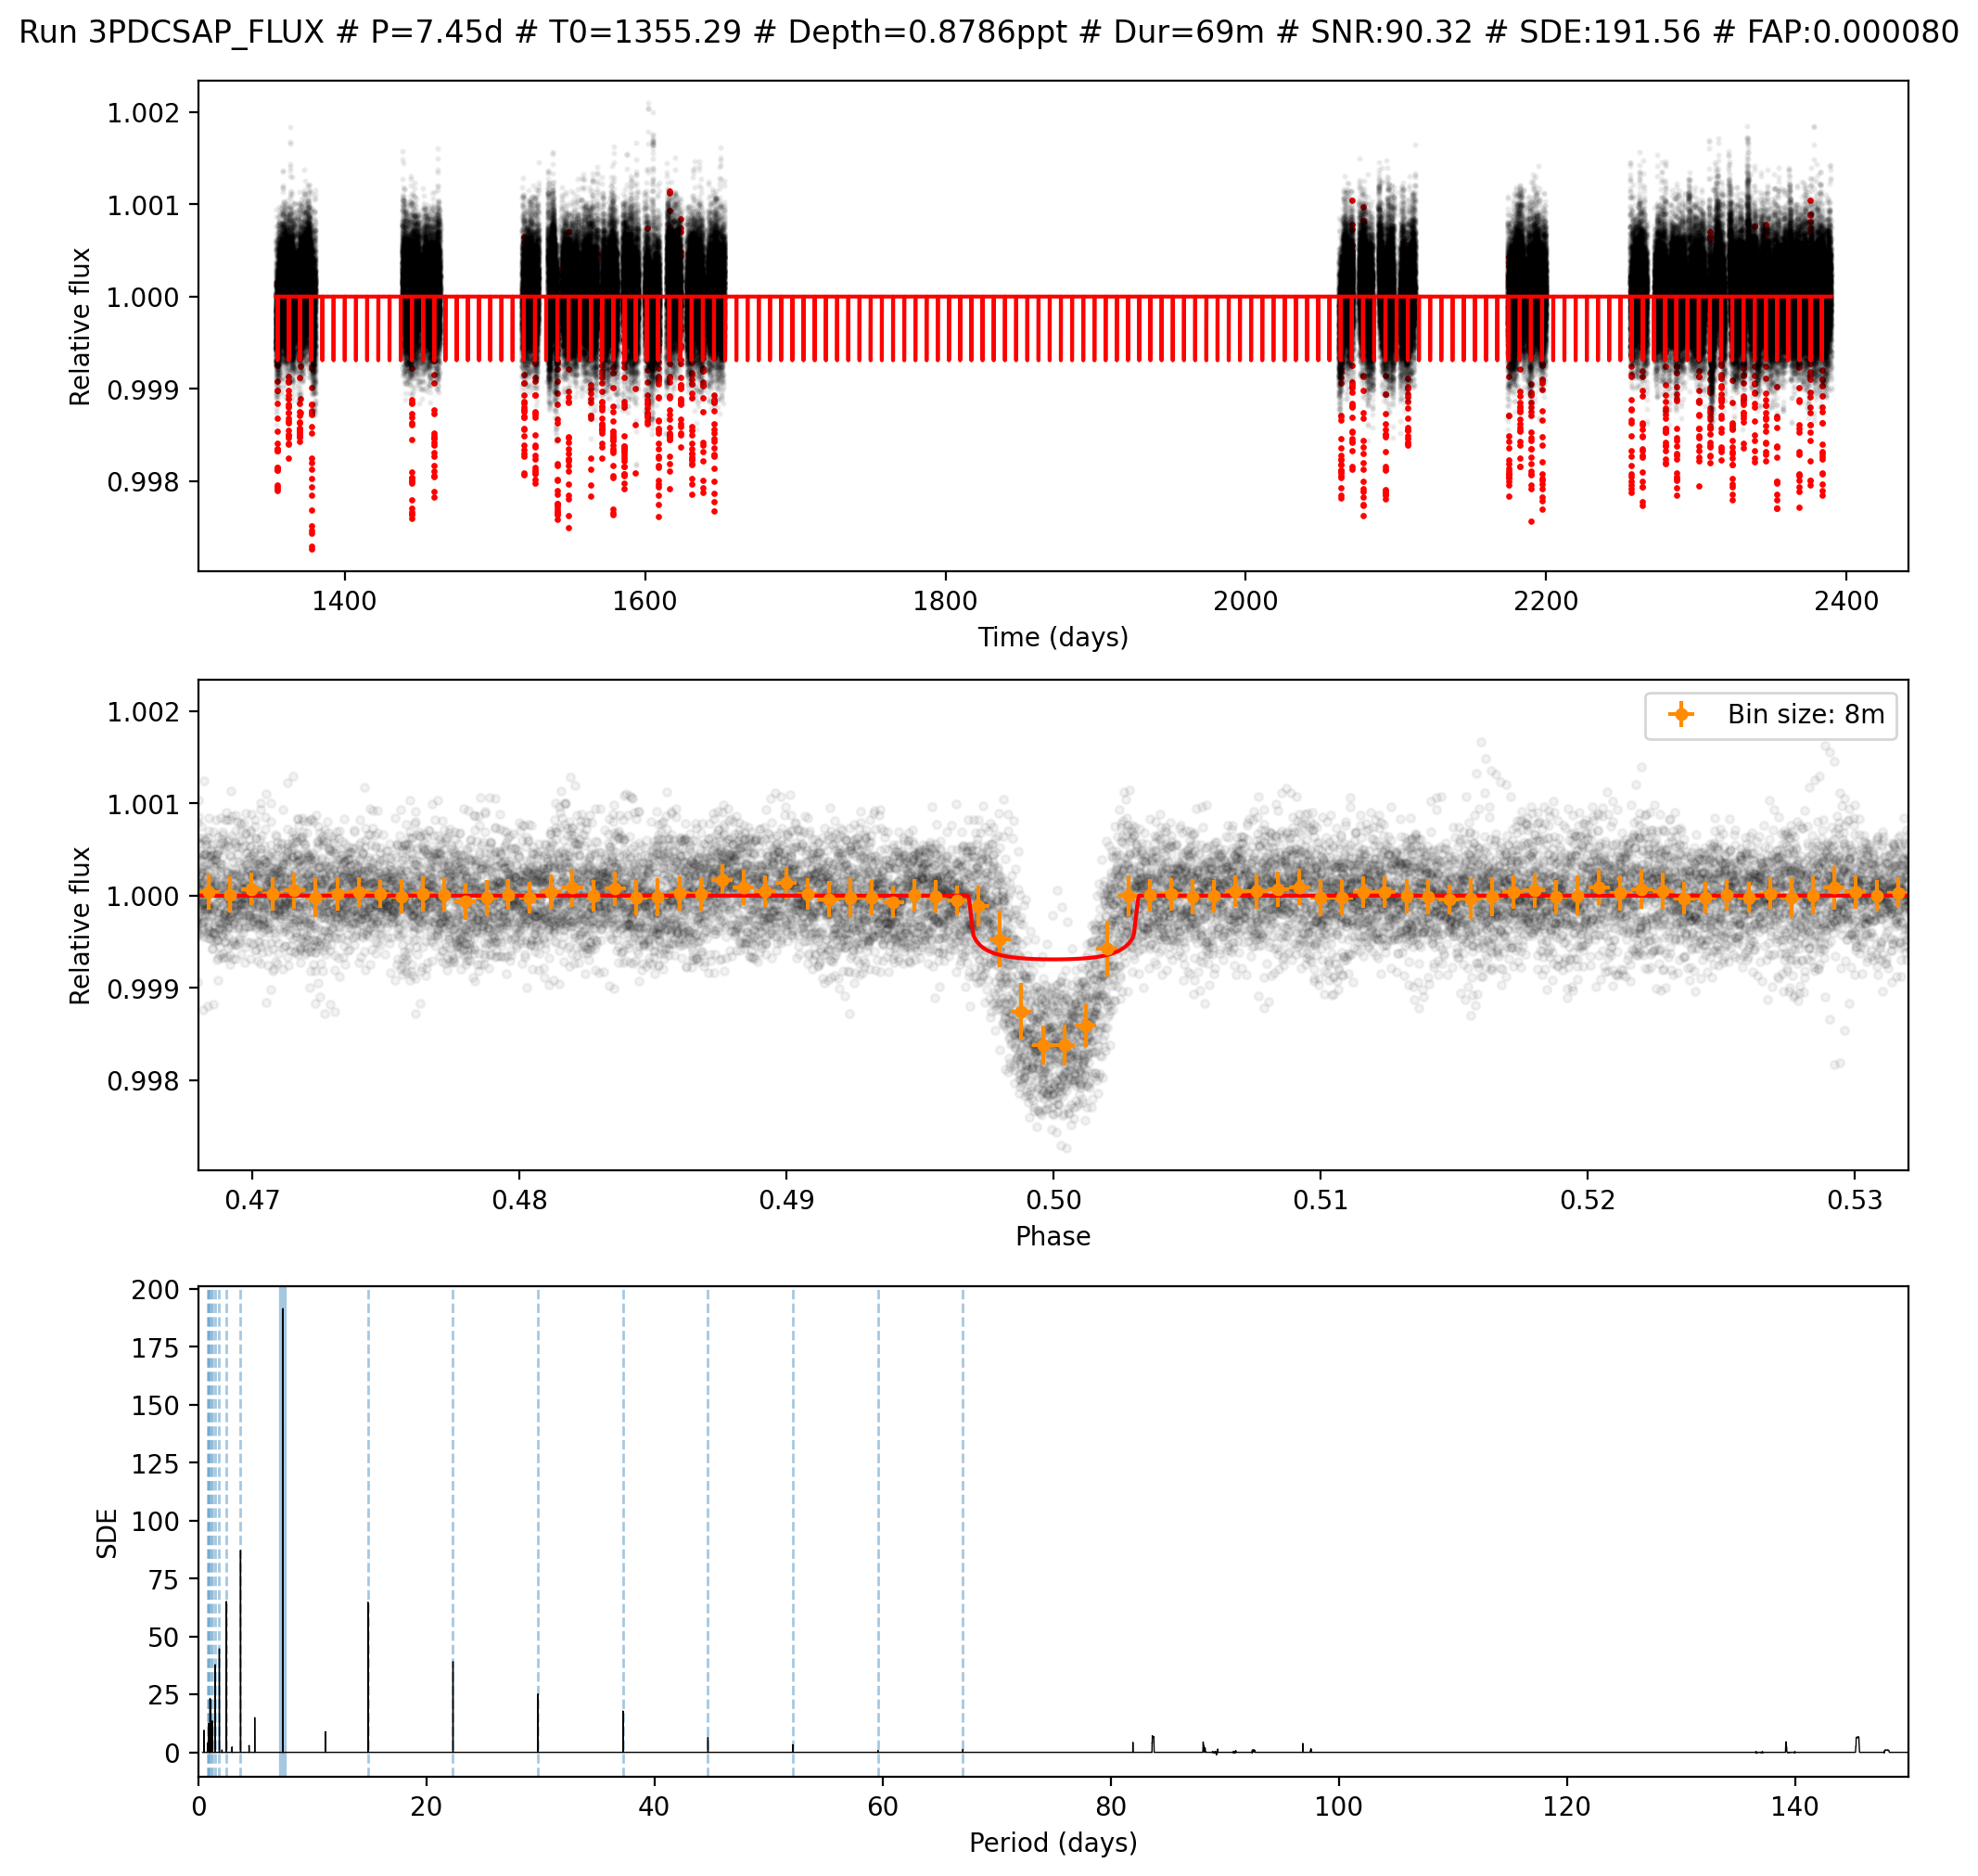 Run 3PDCSAP_FLUX # P=7.45d # T0=1355.29 # Depth=0.8786ppt # Dur=69m # SNR:90.32 # SDE:191.56 # FAP:0.000080
1.002
1.001
1.000
0.999
0.998
Relative flux
1400 1600 1800 2000 2200 2400
Time (days)
Bin size: 8m
1.002
1.001
1.000
0.999
0.998
Relative flux
0.47 0.48 0.49 0.50 0.51 0.52 0.53
Phase
200
175
150
125
100
75
50
25
0
SDE
0 20 40 60 80 100 120 140
Period (days)